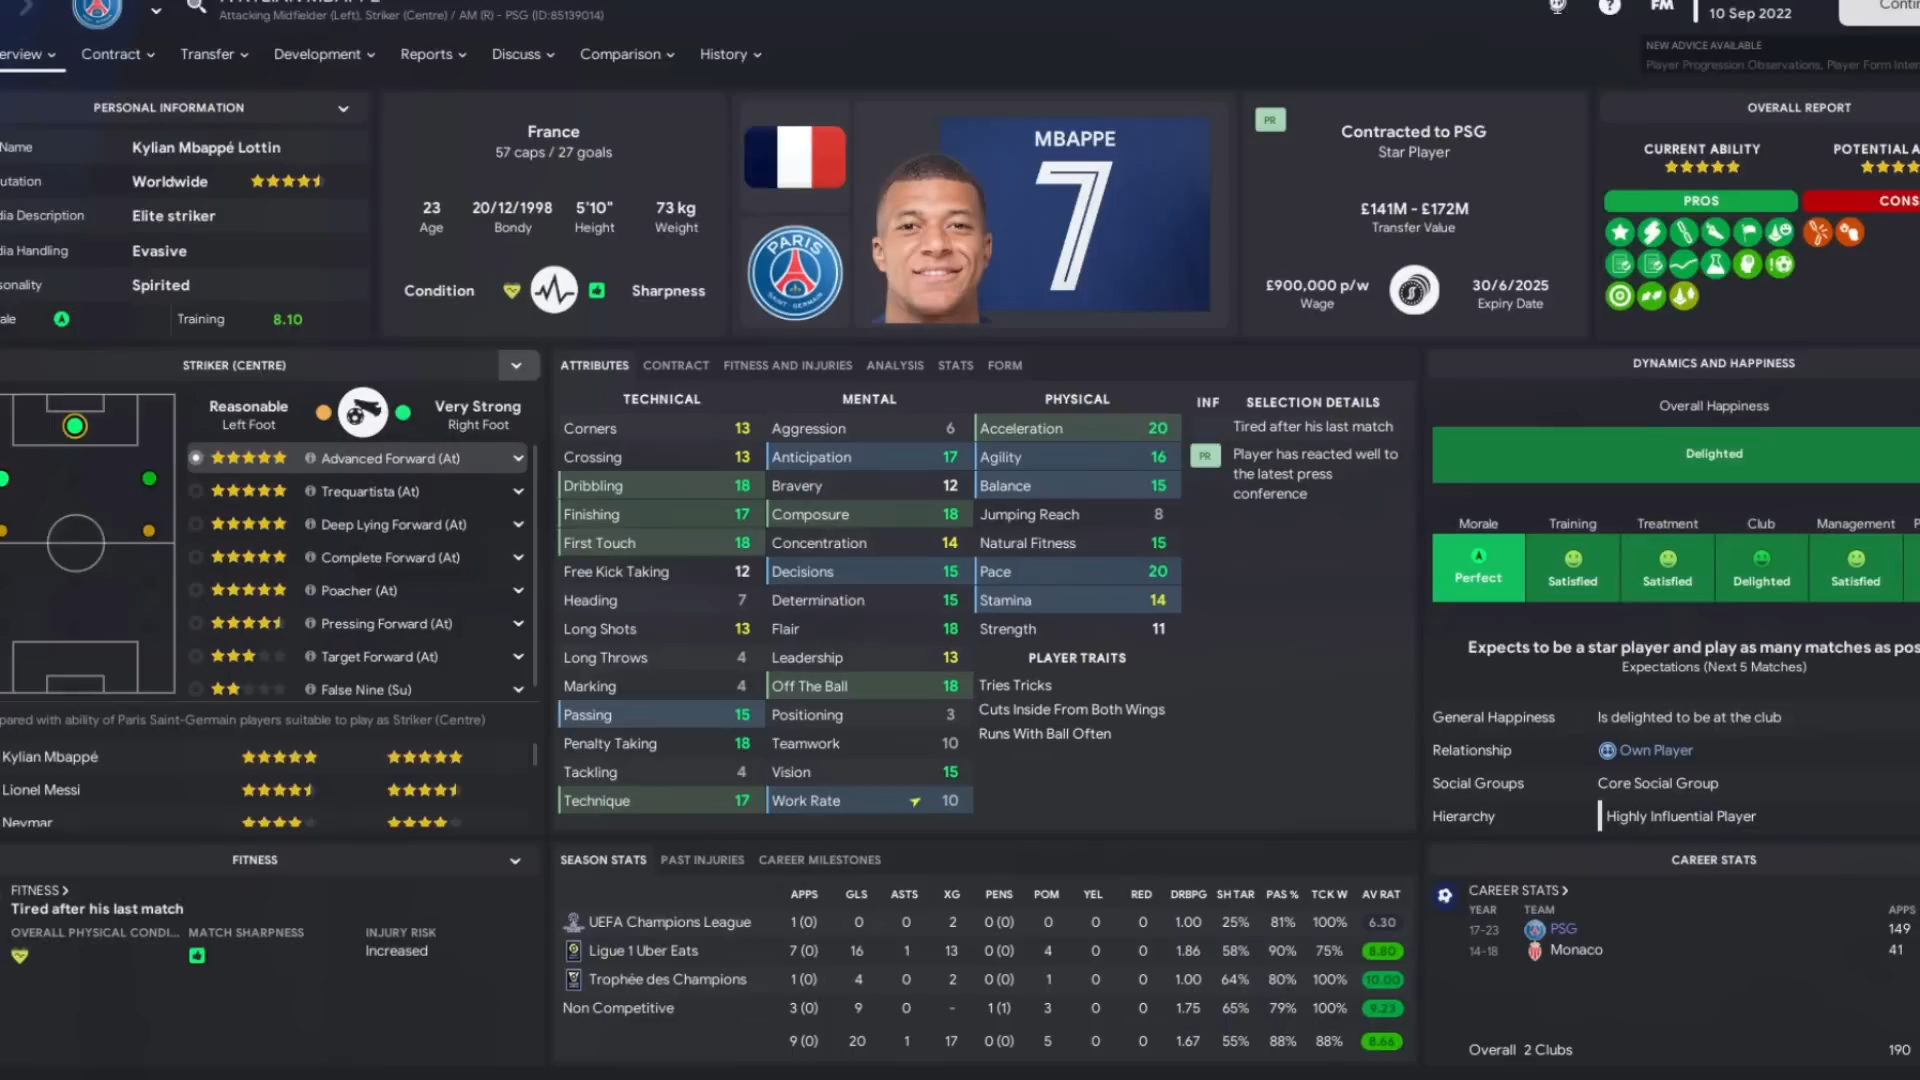 Attacking Midfielder (Left), Striker (Centre) / AM (R) - PSG (ID:85139014)
FM
10 Sep 2022
Contract
Transfer
Development
Reports
Discuss
Comparison
History
NEW ADVICE AVAILABLE
Player Progression Observations, Player Form
PERSONAL INFORMATION
Name Kylian Mbappé Lottin
Worldwide
Description Elite striker
Handling Evasive
Spirited
Training 8.10
France
57 caps / 27 goals
23 20/12/1998 5'10" 73 kg
Age Bondy Height Weight
Condition Sharpness
PARIS
SAINT-GERMAIN
MBAPPE
7
PR
Contracted to PSG
Star Player
£141M - £172M
Transfer Value
£900,000 p/w 30/6/2025
Wage Expiry Date
OVERALL REPORT
CURRENT ABILITY
PROS CONS
STRIKER (CENTRE)
Reasonable Very Strong
Left Foot Right Foot
Advanced Forward (At)
Trequartista (At)
Deep Lying Forward (At)
Complete Forward (At)
Poacher (At)
Pressing Forward (At)
Target Forward (At)
False Nine (Su)
with ability of Paris Saint-Germain players suitable to play as Striker (Centre)
Kylian Mbappé
Lionel Messi
Neymar
ATTRIBUTES CONTRACT FITNESS AND INJURIES ANALYSIS STATS FORM
TECHNICAL MENTAL PHYSICAL
Corners 13 Aggression 6 Acceleration 20
Crossing 13 Anticipation 17 Agility 16
Dribbling 18 Bravery 12 Balance 15
Finishing 17 Composure 18 Jumping Reach 8
First Touch 18 Concentration 14 Natural Fitness 15
Free Kick Taking 12 Decisions 15 Pace 20
Heading 7 Determination 15 Stamina 14
Long Shots 13 Flair 18 Strength 11
Long Throws 4 Leadership 13 PLAYER TRAITS
Marking 4 Off The Ball 18 Tries Tricks
Passing 15 Positioning 3 Cuts Inside From Both Wings
Penalty Taking 18 Teamwork 10 Runs With Ball Often
Tackling 4 Vision 15
Technique 17 Work Rate 10
INF SELECTION DETAILS
Tired after his last match
PR Player has reacted well to
the latest press
conference
DYNAMICS AND HAPPINESS
Overall Happiness
Delighted
Morale Training Treatment Club Management
Perfect Satisfied Satisfied Delighted Satisfied
Expects to be a star player and play as many matches as
Expectations (Next 5 Matches)
General Happiness Is delighted to be at the club
Relationship Own Player
Social Groups Core Social Group
Hierarchy Highly Influential Player
FITNESS
FITNESS >
Tired after his last match
OVERALL PHYSICAL CONDI... MATCH SHARPNESS INJURY RISK
Increased
SEASON STATS PAST INJURIES CAREER MILESTONES
APPS GLS ASTS XG PENS POM YEL RED DRBPG SH TAR PAS % TCK W AV RAT
UEFA Champions League 1 (0) 0 0 2 0 (0) 0 0 0 1.00 25% 81% 100% 6.30
Ligue 1 Uber Eats 7 (0) 16 1 13 0 (0) 4 0 0 1.86 58% 90% 75% 8.80
Trophée des Champions 1 (0) 4 0 2 0 (0) 1 0 0 1.00 64% 80% 100% 10.00
Non Competitive 3 (0) 9 0 - 1 (1) 3 0 0 1.75 65% 79% 100% 9.23
9 (0) 20 1 17 0 (0) 5 0 0 1.67 55% 88% 88% 8.66
CAREER STATS
CAREER STATS >
YEAR TEAM APPS
17-23 PSG 149
14-18 Monaco 41
Overall 2 Clubs 190